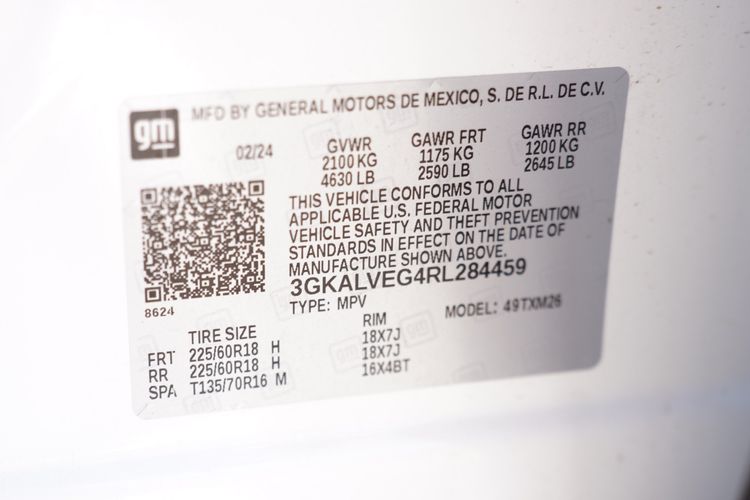 gm
MFD BY GENERAL MOTORS DE MEXICO, S. DE R.L. DE C.V.
02/24
GVWR GAWR FRT GAWR RR
2100 KG 1175 KG 1200 KG
4630 LB 2590 LB 2645 LB
THIS VEHICLE CONFORMS TO ALL
APPLICABLE U.S. FEDERAL MOTOR
VEHICLE SAFETY AND THEFT PREVENTION
STANDARDS IN EFFECT ON THE DATE OF
MANUFACTURE SHOWN ABOVE.
3GKALVEG4RL284459
8624
TYPE: MPV MODEL: 49TXM26
TIRE SIZE RIM
FRT 225/60R18 H 18X7J
RR 225/60R18 H 18X7J
SPA T135/70R16 M 16X4BT